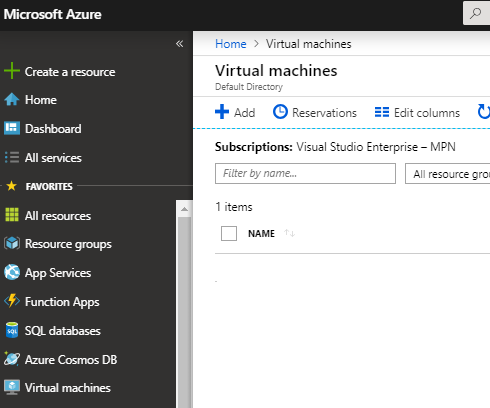 Microsoft Azure
«
Create a resource
Home
Dashboard
All services
FAVORITES
All resources
Resource groups
App Services
Function Apps
SQL databases
Azure Cosmos DB
Virtual machines
Home > Virtual machines
Virtual machines
Default Directory
Add Reservations Edit columns
Subscriptions: Visual Studio Enterprise – MPN
Filter by name... All resource gro
1 items
NAME ↑↓